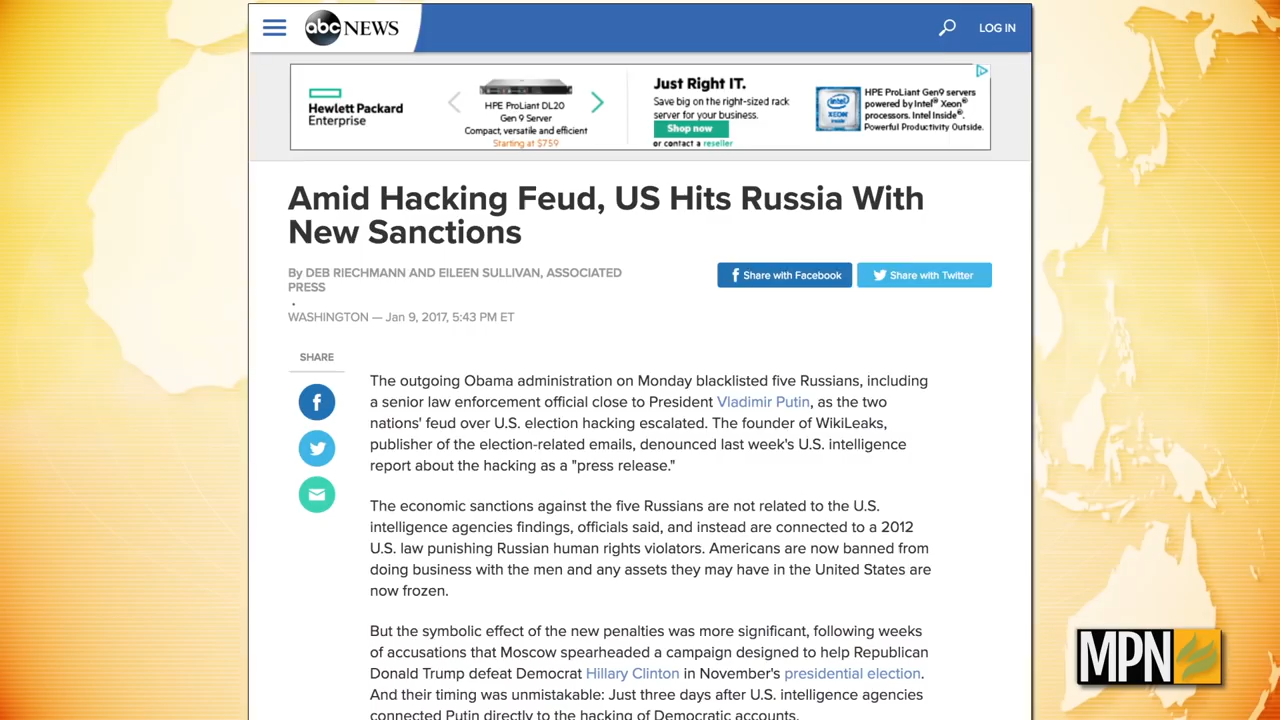 abc NEWS
LOG IN
Hewlett Packard
Enterprise
HPE ProLiant DL20
Gen 9 Server
Compact, versatile and efficient
Starting at $759
Just Right IT.
Save big on the right-sized rack
server for your business.
Shop now
or contact a reseller
intel
XEON
inside
HPE ProLiant Gen9 servers
powered by Intel® Xeon®
processors. Intel Inside®.
Powerful Productivity Outside.
Amid Hacking Feud, US Hits Russia With
New Sanctions
By DEB RIECHMANN AND EILEEN SULLIVAN, ASSOCIATED
PRESS
Share with Facebook
Share with Twitter
WASHINGTON — Jan 9, 2017, 5:43 PM ET
SHARE
The outgoing Obama administration on Monday blacklisted five Russians, including
a senior law enforcement official close to President Vladimir Putin, as the two
nations' feud over U.S. election hacking escalated. The founder of WikiLeaks,
publisher of the election-related emails, denounced last week's U.S. intelligence
report about the hacking as a "press release."
The economic sanctions against the five Russians are not related to the U.S.
intelligence agencies findings, officials said, and instead are connected to a 2012
U.S. law punishing Russian human rights violators. Americans are now banned from
doing business with the men and any assets they may have in the United States are
now frozen.
But the symbolic effect of the new penalties was more significant, following weeks
of accusations that Moscow spearheaded a campaign designed to help Republican
Donald Trump defeat Democrat Hillary Clinton in November's presidential election.
And their timing was unmistakable: Just three days after U.S. intelligence agencies
connected Putin directly to the hacking of Democratic accounts.
MPN